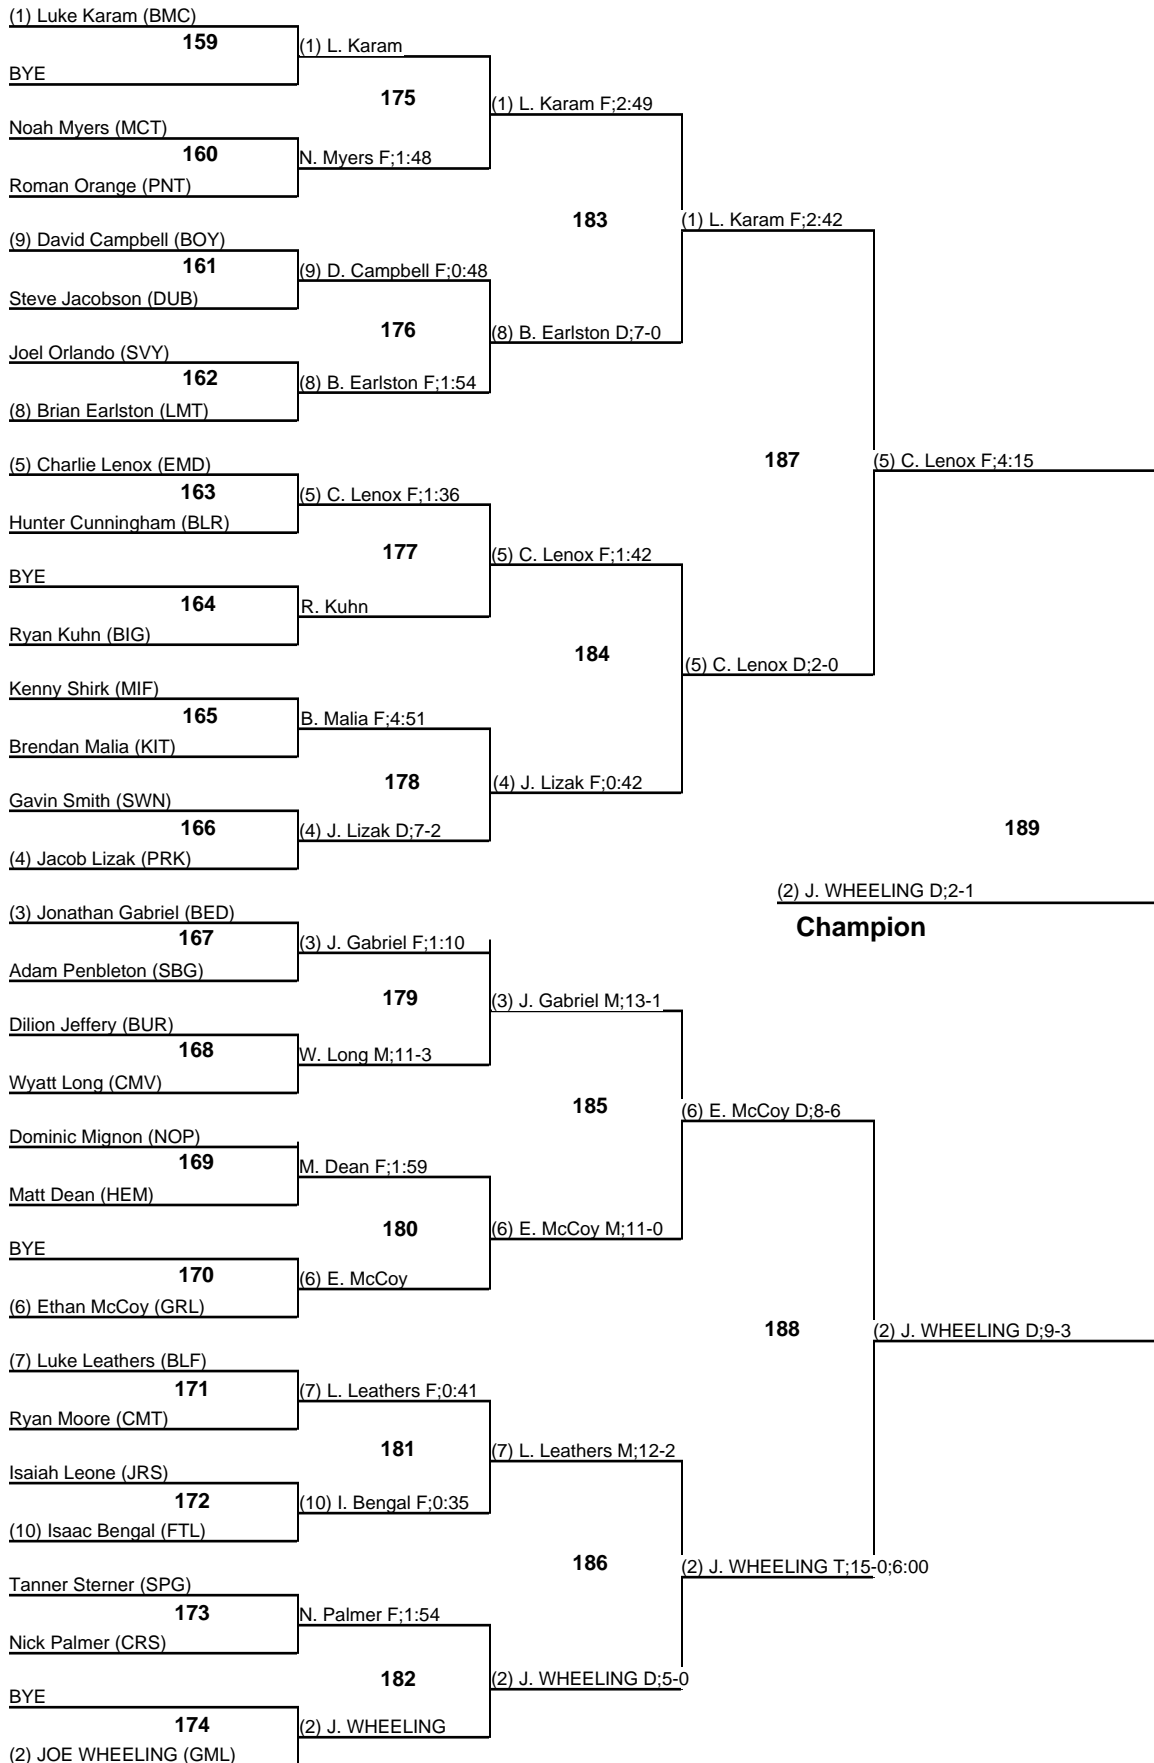 (1) Luke Karam (BMC)
159
(1) L. Karam
BYE
175
(1) L. Karam F;2:49
Noah Myers (MCT)
160
N. Myers F;1:48
Roman Orange (PNT)
183
(1) L. Karam F;2:42
(9) David Campbell (BOY)
161
(9) D. Campbell F;0:48
Steve Jacobson (DUB)
176
(8) B. Earlston D;7-0
Joel Orlando (SVY)
162
(8) B. Earlston F;1:54
(8) Brian Earlston (LMT)
187
(5) C. Lenox F;4:15
(5) Charlie Lenox (EMD)
163
(5) C. Lenox F;1:36
Hunter Cunningham (BLR)
177
(5) C. Lenox F;1:42
BYE
164
R. Kuhn
Ryan Kuhn (BIG)
184
(5) C. Lenox D;2-0
Kenny Shirk (MIF)
165
B. Malia F;4:51
Brendan Malia (KIT)
178
(4) J. Lizak F;0:42
Gavin Smith (SWN)
166
(4) J. Lizak D;7-2
(4) Jacob Lizak (PRK)
189
(2) J. WHEELING D;2-1
Champion
(3) Jonathan Gabriel (BED)
167
(3) J. Gabriel F;1:10
Adam Penbleton (SBG)
179
(3) J. Gabriel M;13-1
Dilion Jeffery (BUR)
168
W. Long M;11-3
Wyatt Long (CMV)
185
(6) E. McCoy D;8-6
Dominic Mignon (NOP)
169
M. Dean F;1:59
Matt Dean (HEM)
180
(6) E. McCoy M;11-0
BYE
170
(6) E. McCoy
(6) Ethan McCoy (GRL)
188
(2) J. WHEELING D;9-3
(7) Luke Leathers (BLF)
171
(7) L. Leathers F;0:41
Ryan Moore (CMT)
181
(7) L. Leathers M;12-2
Isaiah Leone (JRS)
172
(10) I. Bengal F;0:35
(10) Isaac Bengal (FTL)
186
(2) J. WHEELING T;15-0;6:00
Tanner Sterner (SPG)
173
N. Palmer F;1:54
Nick Palmer (CRS)
182
(2) J. WHEELING D;5-0
BYE
174
(2) J. WHEELING
(2) JOE WHEELING (GML)